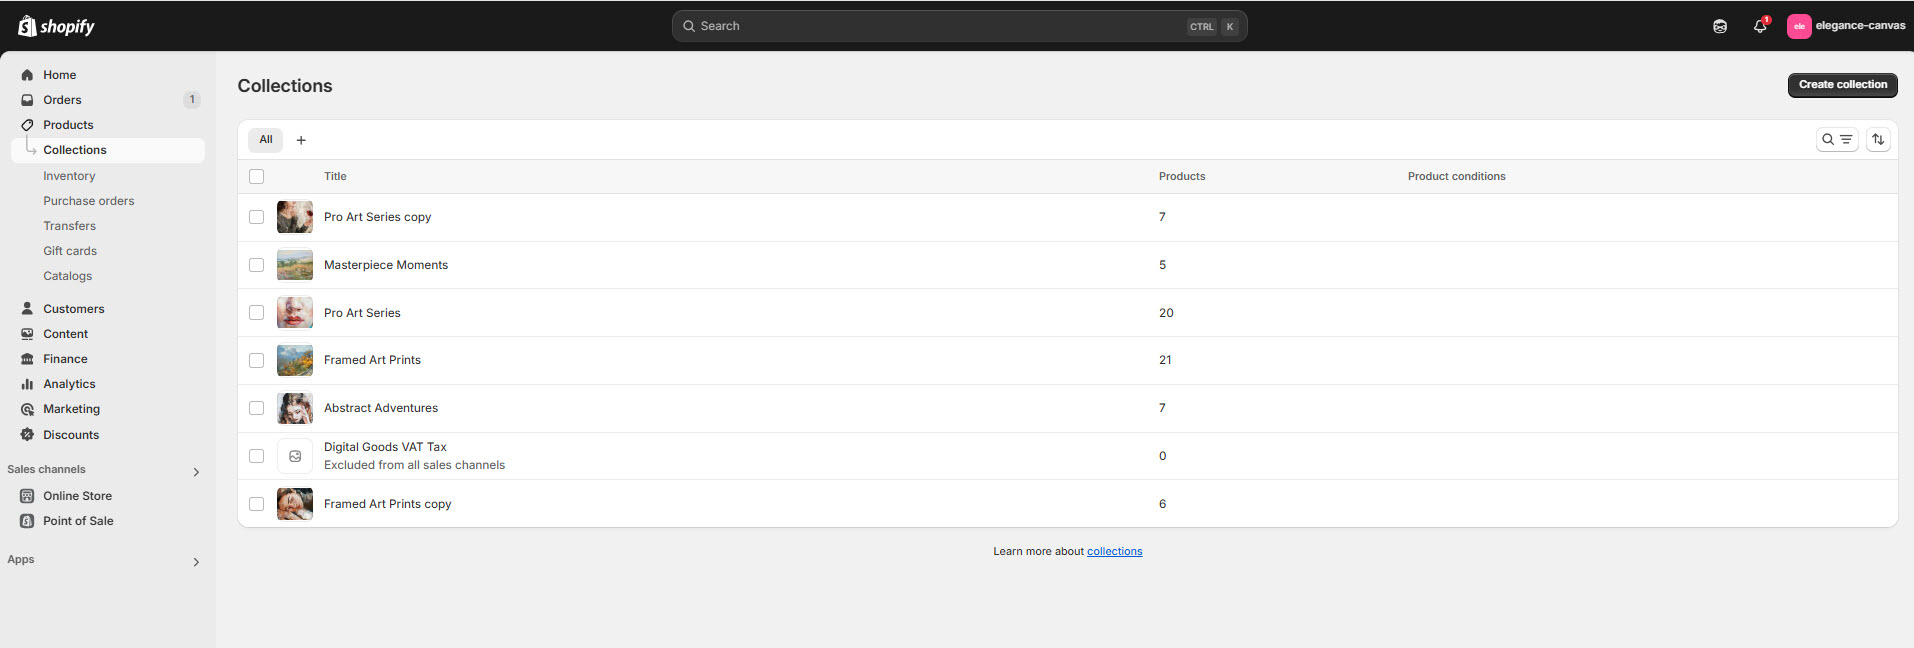 shopify
Search
CTRL K
1
ele
elegance-canvas
Home
Orders 1
Products
Collections
Inventory
Purchase orders
Transfers
Gift cards
Catalogs
Customers
Content
Finance
Analytics
Marketing
Discounts
Sales channels
Online Store
Point of Sale
Apps
Collections
Create collection
All +
Title Products Product conditions
Pro Art Series copy 7
Masterpiece Moments 5
Pro Art Series 20
Framed Art Prints 21
Abstract Adventures 7
Digital Goods VAT Tax
Excluded from all sales channels
0
Framed Art Prints copy 6
Learn more about collections